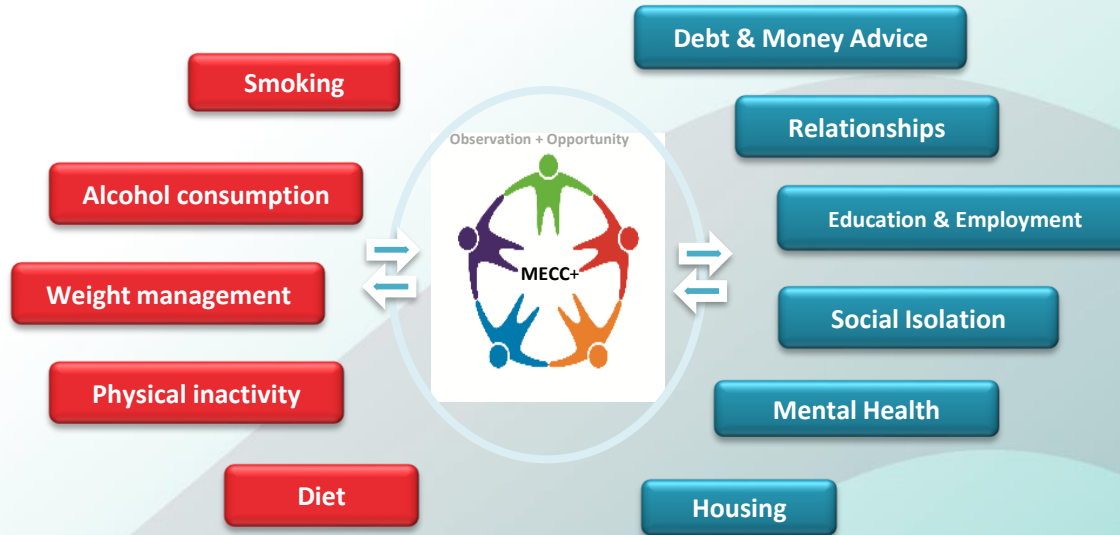 Debt & Money Advice
Smoking
Relationships
Observation + Opportunity
Alcohol consumption
Education & Employment
MECC+
Weight management
Social Isolation
Physical inactivity
Mental Health
Diet
Housing